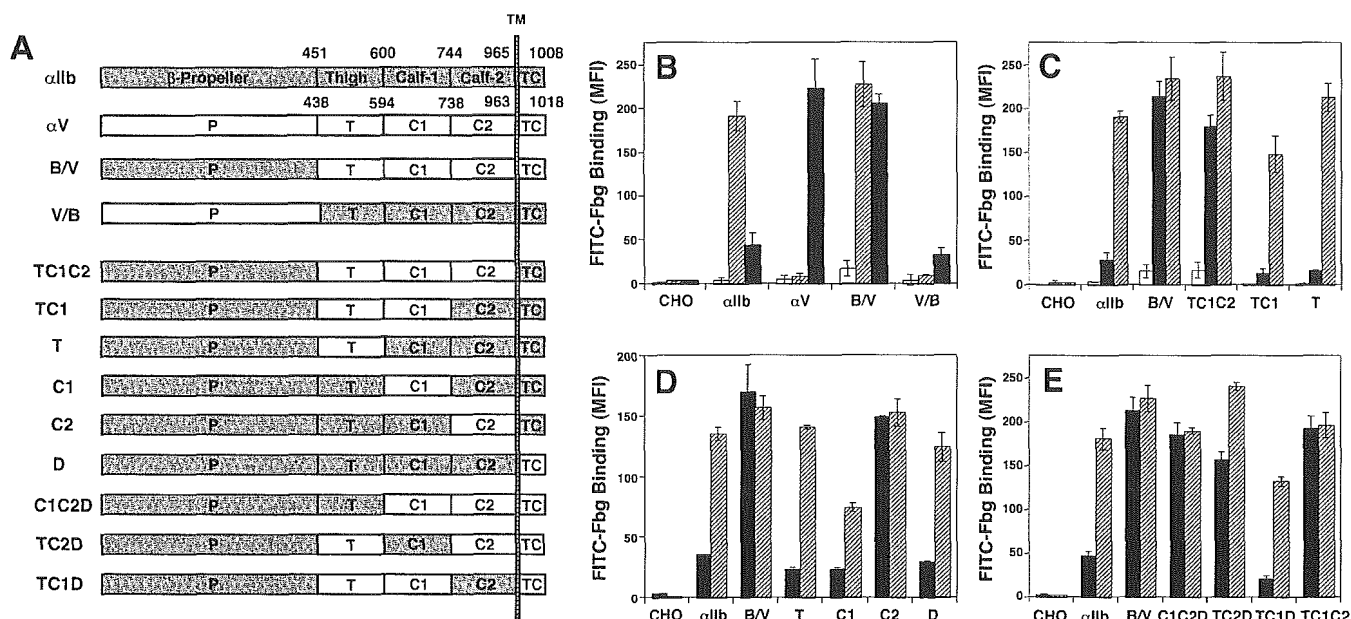 A
TM
451 600 744 965 1008
αIIb β-Propeller Thigh Calf-1 Calf-2 TC
438 594 738 963 1018
αV P T C1 C2 TC
B/V P T C1 C2 TC
V/B P T C1 C2 TC
TC1C2 P T C1 C2 TC
TC1 P T C1 C2 TC
T P T C1 C2 TC
C1 P T C1 C2 TC
C2 P T C1 C2 TC
D P T C1 C2 TC
C1C2D P T C1 C2 TC
TC2D P T C1 C2 TC
TC1D P T C1 C2 TC
B
FITC-Fbg Binding (MFI)
250
200
150
100
50
0
CHO αIIb αV B/V V/B
C
FITC-Fbg Binding (MFI)
250
200
150
100
50
0
CHO αIIb B/V TC1C2 TC1 T
D
FITC-Fbg Binding (MFI)
200
150
100
50
0
CHO αIIb B/V T C1 C2 D
E
FITC-Fbg Binding (MFI)
250
200
150
100
50
0
CHO αIIb B/V C1C2D TC2D TC1D TC1C2